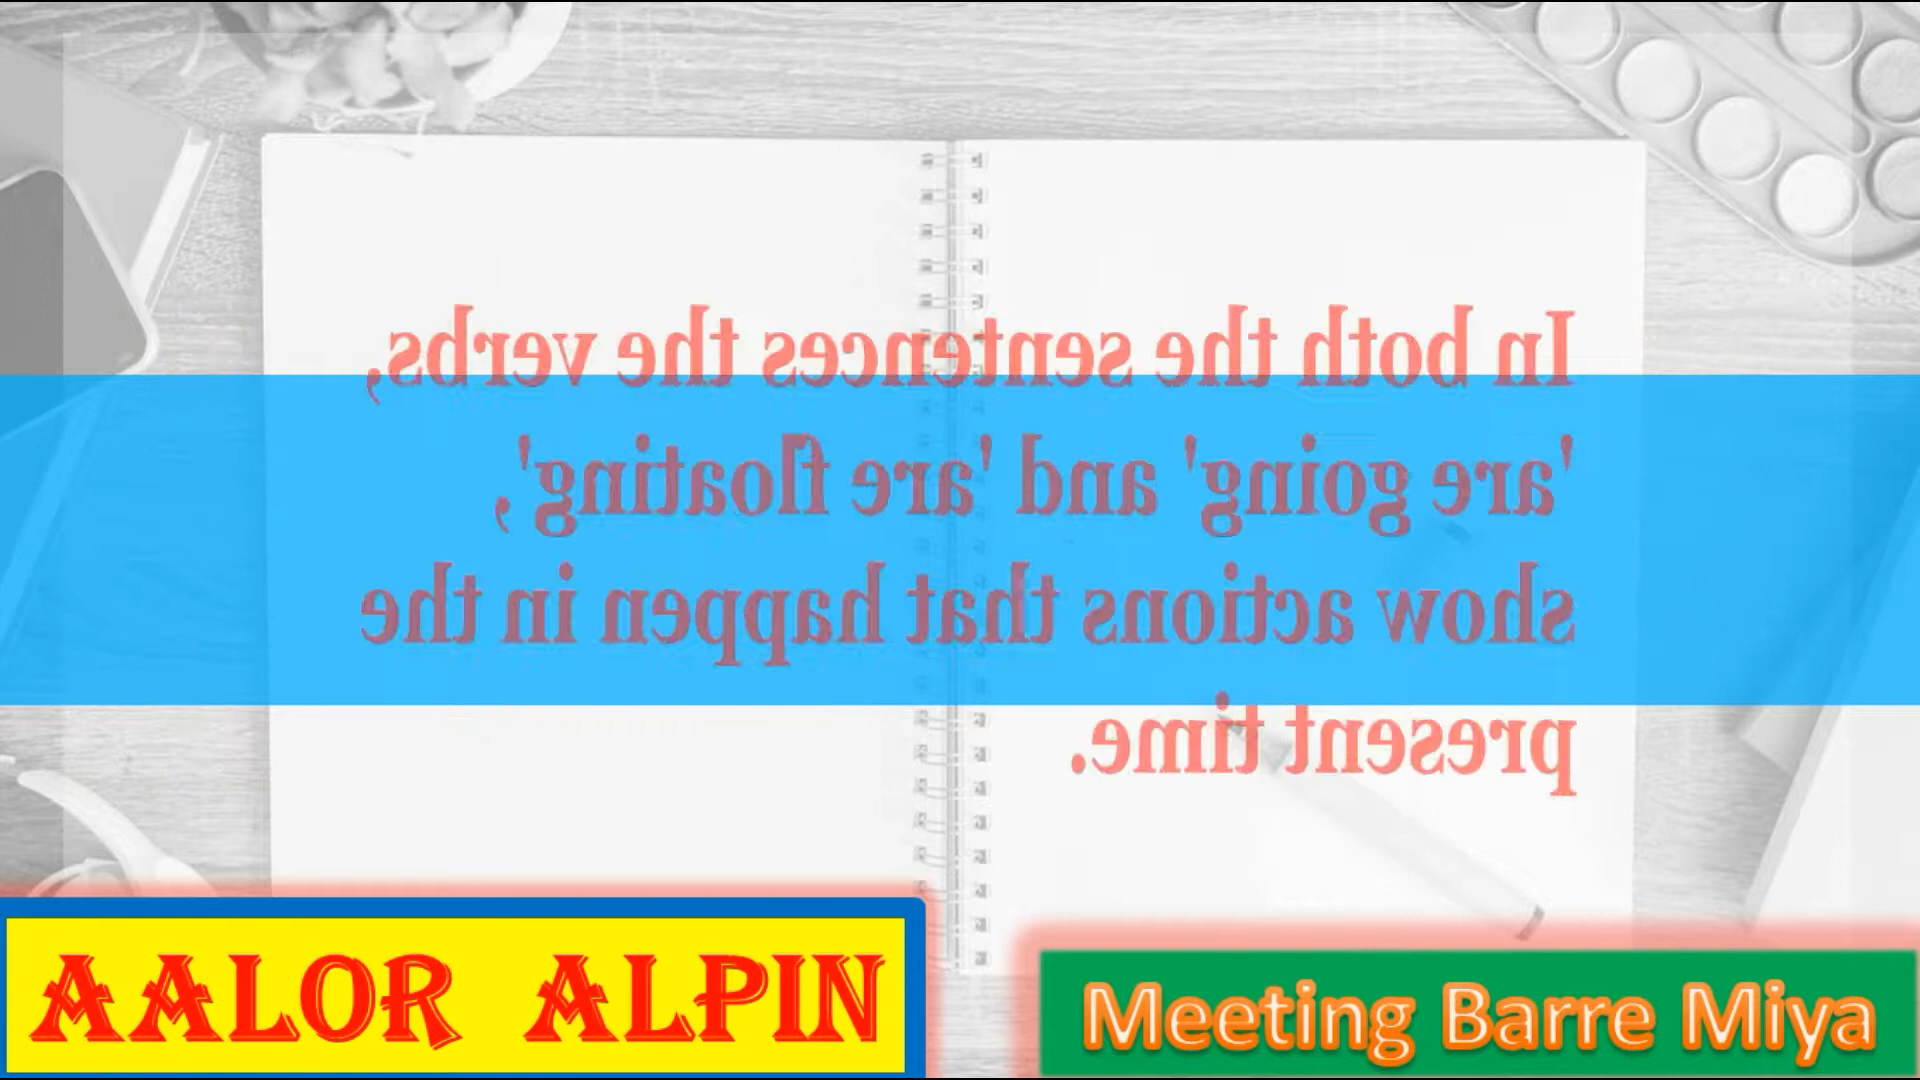 In both the sentences the verbs,
'are going' and 'are floating',
show actions that happen in the
present time.
AALOR ALPIN
Meeting Barre Miya